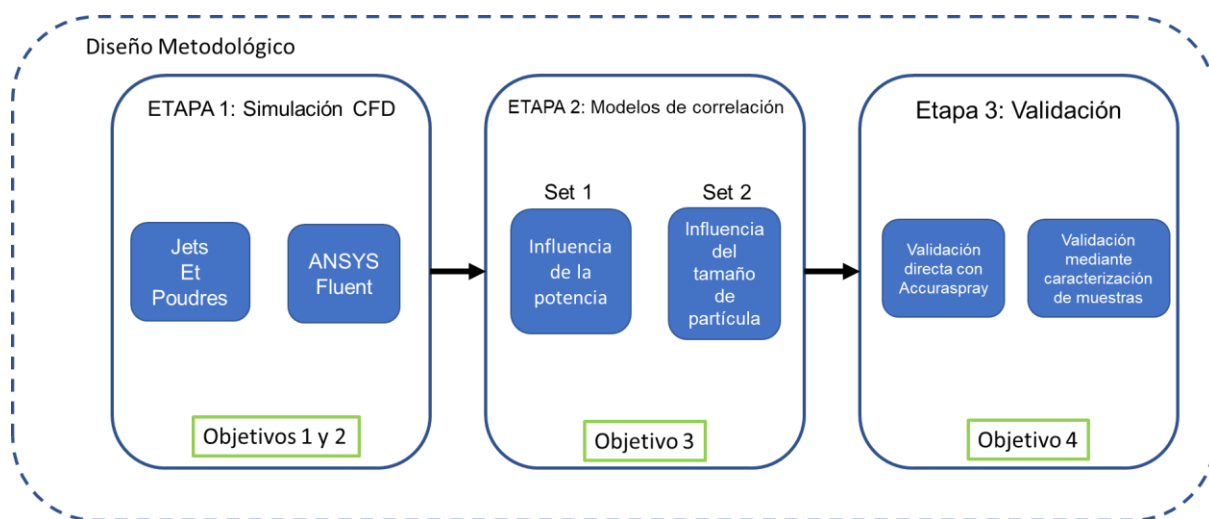 Diseño Metodológico
ETAPA 1: Simulación CFD
Jets
Et
Poudres
ANSYS
Fluent
Objetivos 1 y 2
ETAPA 2: Modelos de correlación
Set 1
Influencia
de la
potencia
Set 2
Influencia
del
tamaño
de
partícula
Objetivo 3
Etapa 3: Validación
Validación
directa con
Accuraspray
Validación
mediante
caracterización
de muestras
Objetivo 4